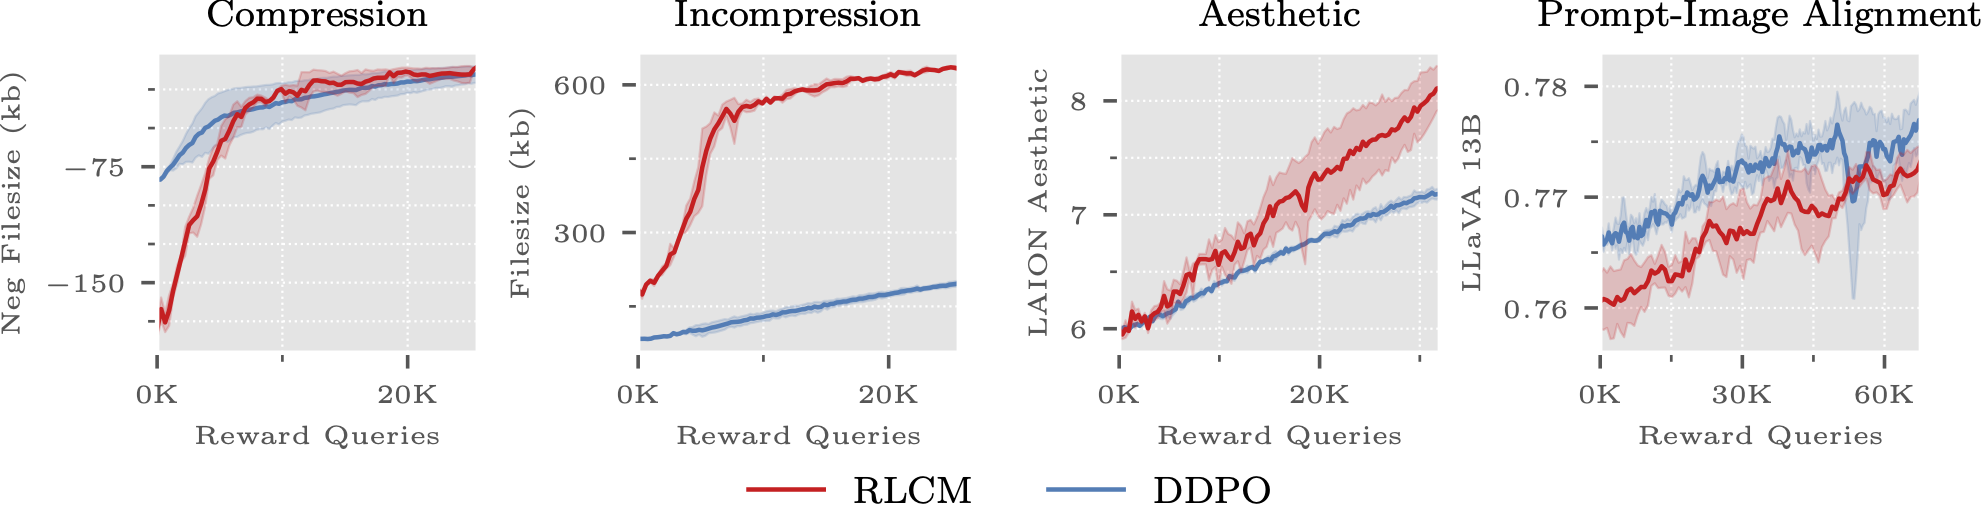 Compression
Incompression
Aesthetic
Prompt-Image Alignment
Neg Filesize (kb)
−75
−150
0K
20K
Reward Queries
Filesize (kb)
600
300
0K
20K
Reward Queries
LAION Aesthetic
8
7
6
0K
20K
Reward Queries
LLaVA 13B
0.78
0.77
0.76
0K
30K
60K
Reward Queries
RLCM
DDPO